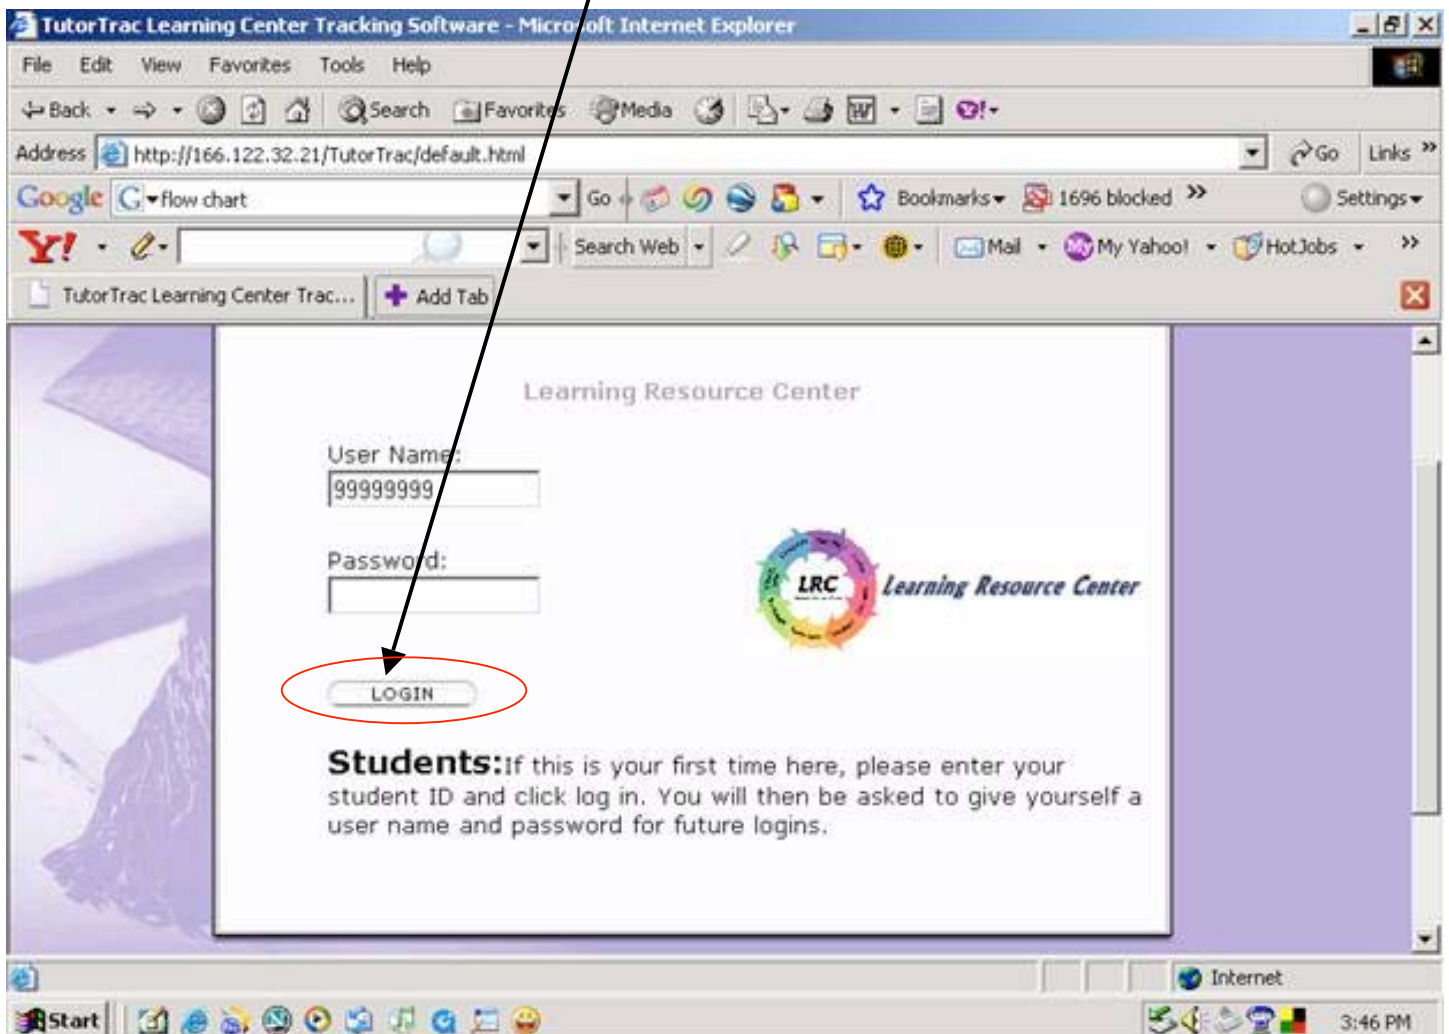 TutorTrac Learning Center Tracking Software - Microsoft Internet Explorer
File Edit View Favorites Tools Help
Back Search Favorites Media
Address http://166.122.32.21/TutorTrac/default.html Go Links »
Google G flow chart Go Bookmarks 1696 blocked » Settings
Y! Search Web Mail My Yahoo! HotJobs »
TutorTrac Learning Center Trac... Add Tab
Learning Resource Center
User Name:
99999999
Password:
LRC Learning Resource Center
LOGIN
Students:If this is your first time here, please enter your
student ID and click log in. You will then be asked to give yourself a
user name and password for future logins.
Internet
Start 3:46 PM